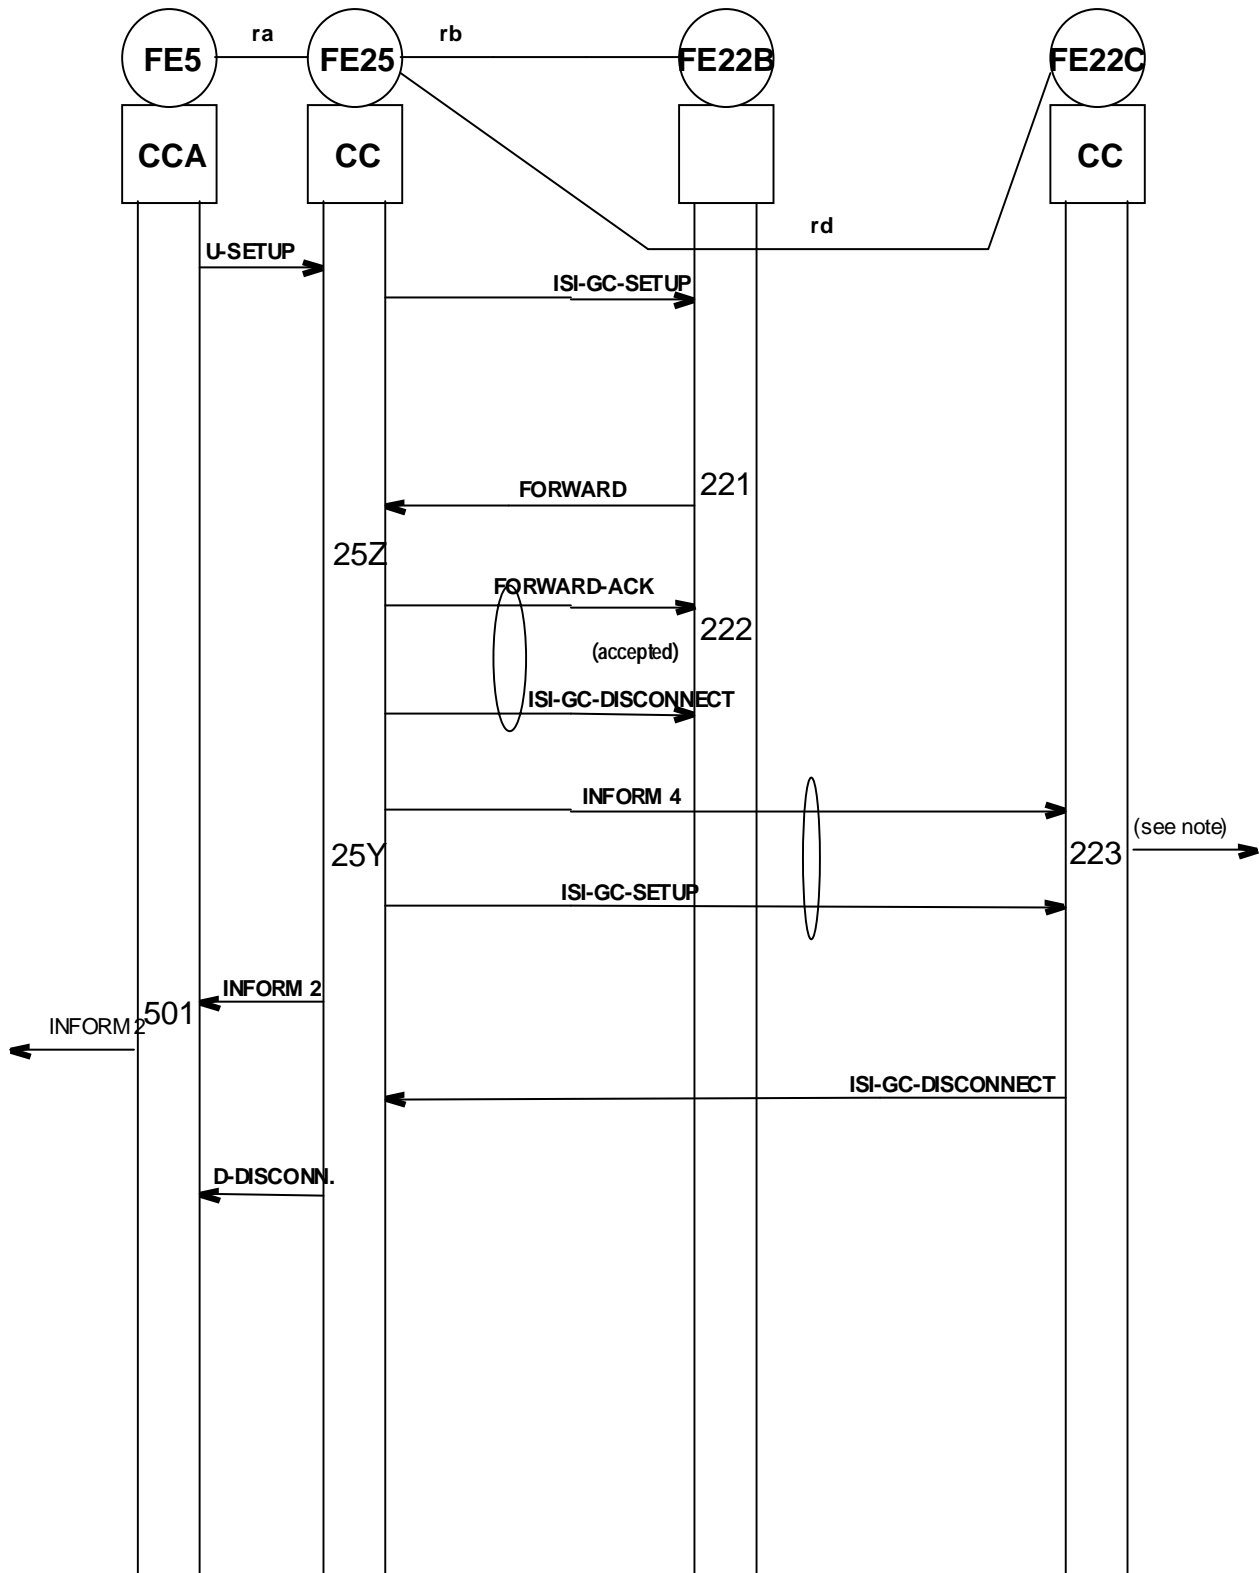 ra
rb
FE5
FE25
FE22B
FE22C
CCA
CC
CC
rd
U-SETUP
ISI-GC-SETUP
221
FORWARD
25Z
FORWARD-ACK
222
(accepted)
ISI-GC-DISCONNECT
INFORM 4
(see note)
25Y
223
ISI-GC-SETUP
INFORM 2
501
INFORM 2
ISI-GC-DISCONNECT
D-DISCONN.